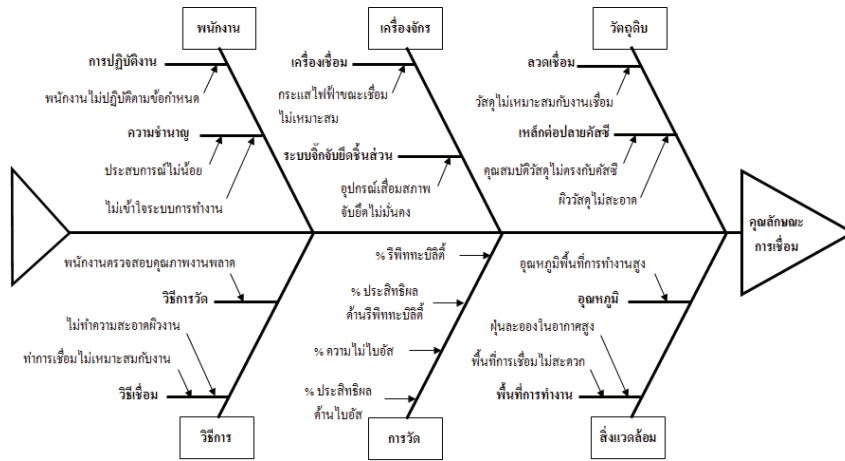 พนักงาน
เครื่องจักร
วัตถุดิบ
การปฏิบัติงาน
พนักงานไม่ปฏิบัติตามข้อกำหนด
ความชำนาญ
ประสบการณ์ไม่น้อย
ไม่เข้าใจระบบการทำงาน
เครื่องเชื่อม
กระแสไฟฟ้าขณะเชื่อม
ไม่เหมาะสม
ระบบจิ๊กจับยึดชิ้นส่วน
อุปกรณ์เสื่อมสภาพ
จับยึดไม่มั่นคง
ลวดเชื่อม
วัสดุไม่เหมาะสมกับงานเชื่อม
เหล็กต่อปลายคัสซี
คุณสมบัติวัสดุไม่ตรงกับคัสซี
ผิววัสดุไม่สะอาด
คุณลักษณะ
การเชื่อม
พนักงานตรวจสอบคุณภาพงานพลาด
วิธีการวัด
ไม่ทำความสะอาดผิวงาน
ท่าการเชื่อมไม่เหมาะสมกับงาน
วิธีเชื่อม
% รีพีททะบิลิตี้
% ประสิทธิผล
ด้านรีพีททะบิลิตี้
% ความไม่ไบอัส
% ประสิทธิผล
ด้านไบอัส
อุณหภูมิพื้นที่การทำงานสูง
อุณหภูมิ
ฝุ่นละอองในอากาศสูง
พื้นที่การเชื่อมไม่สะดวก
พื้นที่การทำงาน
วิธีการ
การวัด
สิ่งแวดล้อม